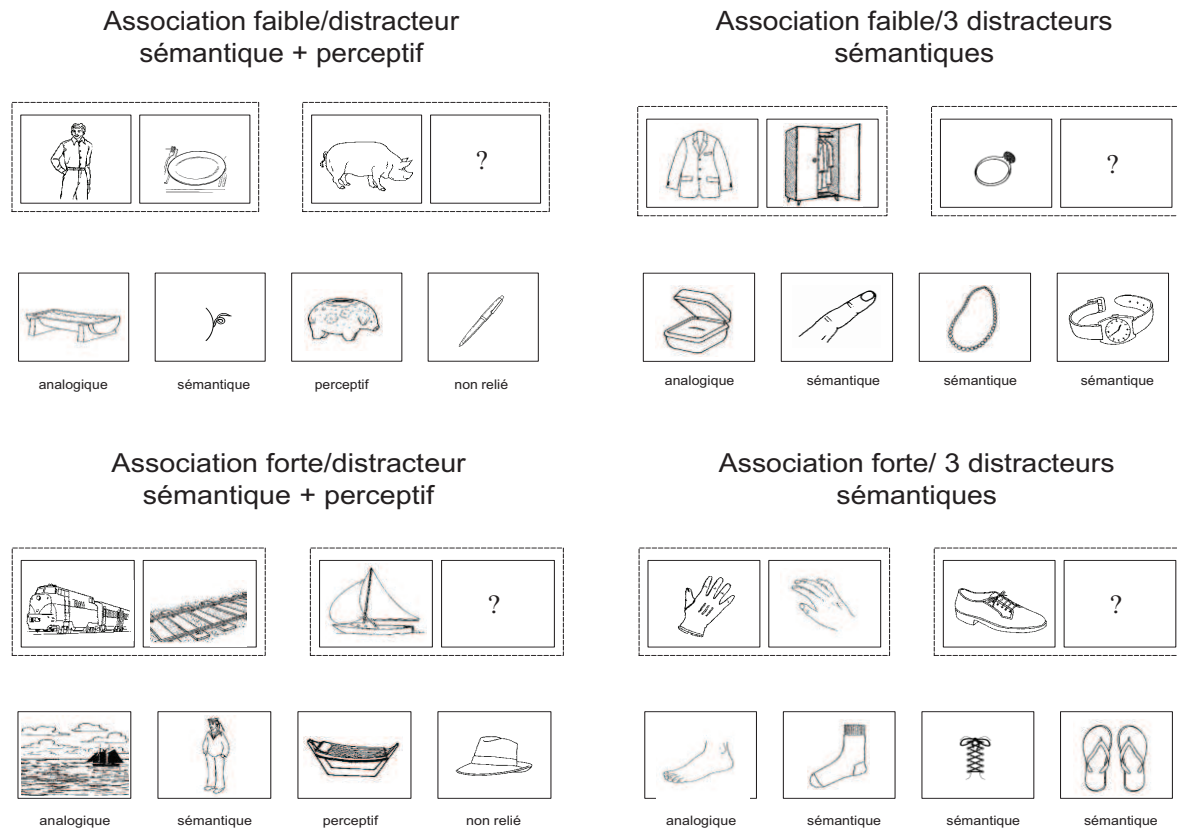 Association faible/distracteur
sémantique + perceptif
?
analogique
sémantique
perceptif
non relié
Association faible/3 distracteurs
sémantiques
?
analogique
sémantique
sémantique
sémantique
Association forte/distracteur
sémantique + perceptif
?
analogique
sémantique
perceptif
non relié
Association forte/ 3 distracteurs
sémantiques
?
analogique
sémantique
sémantique
sémantique